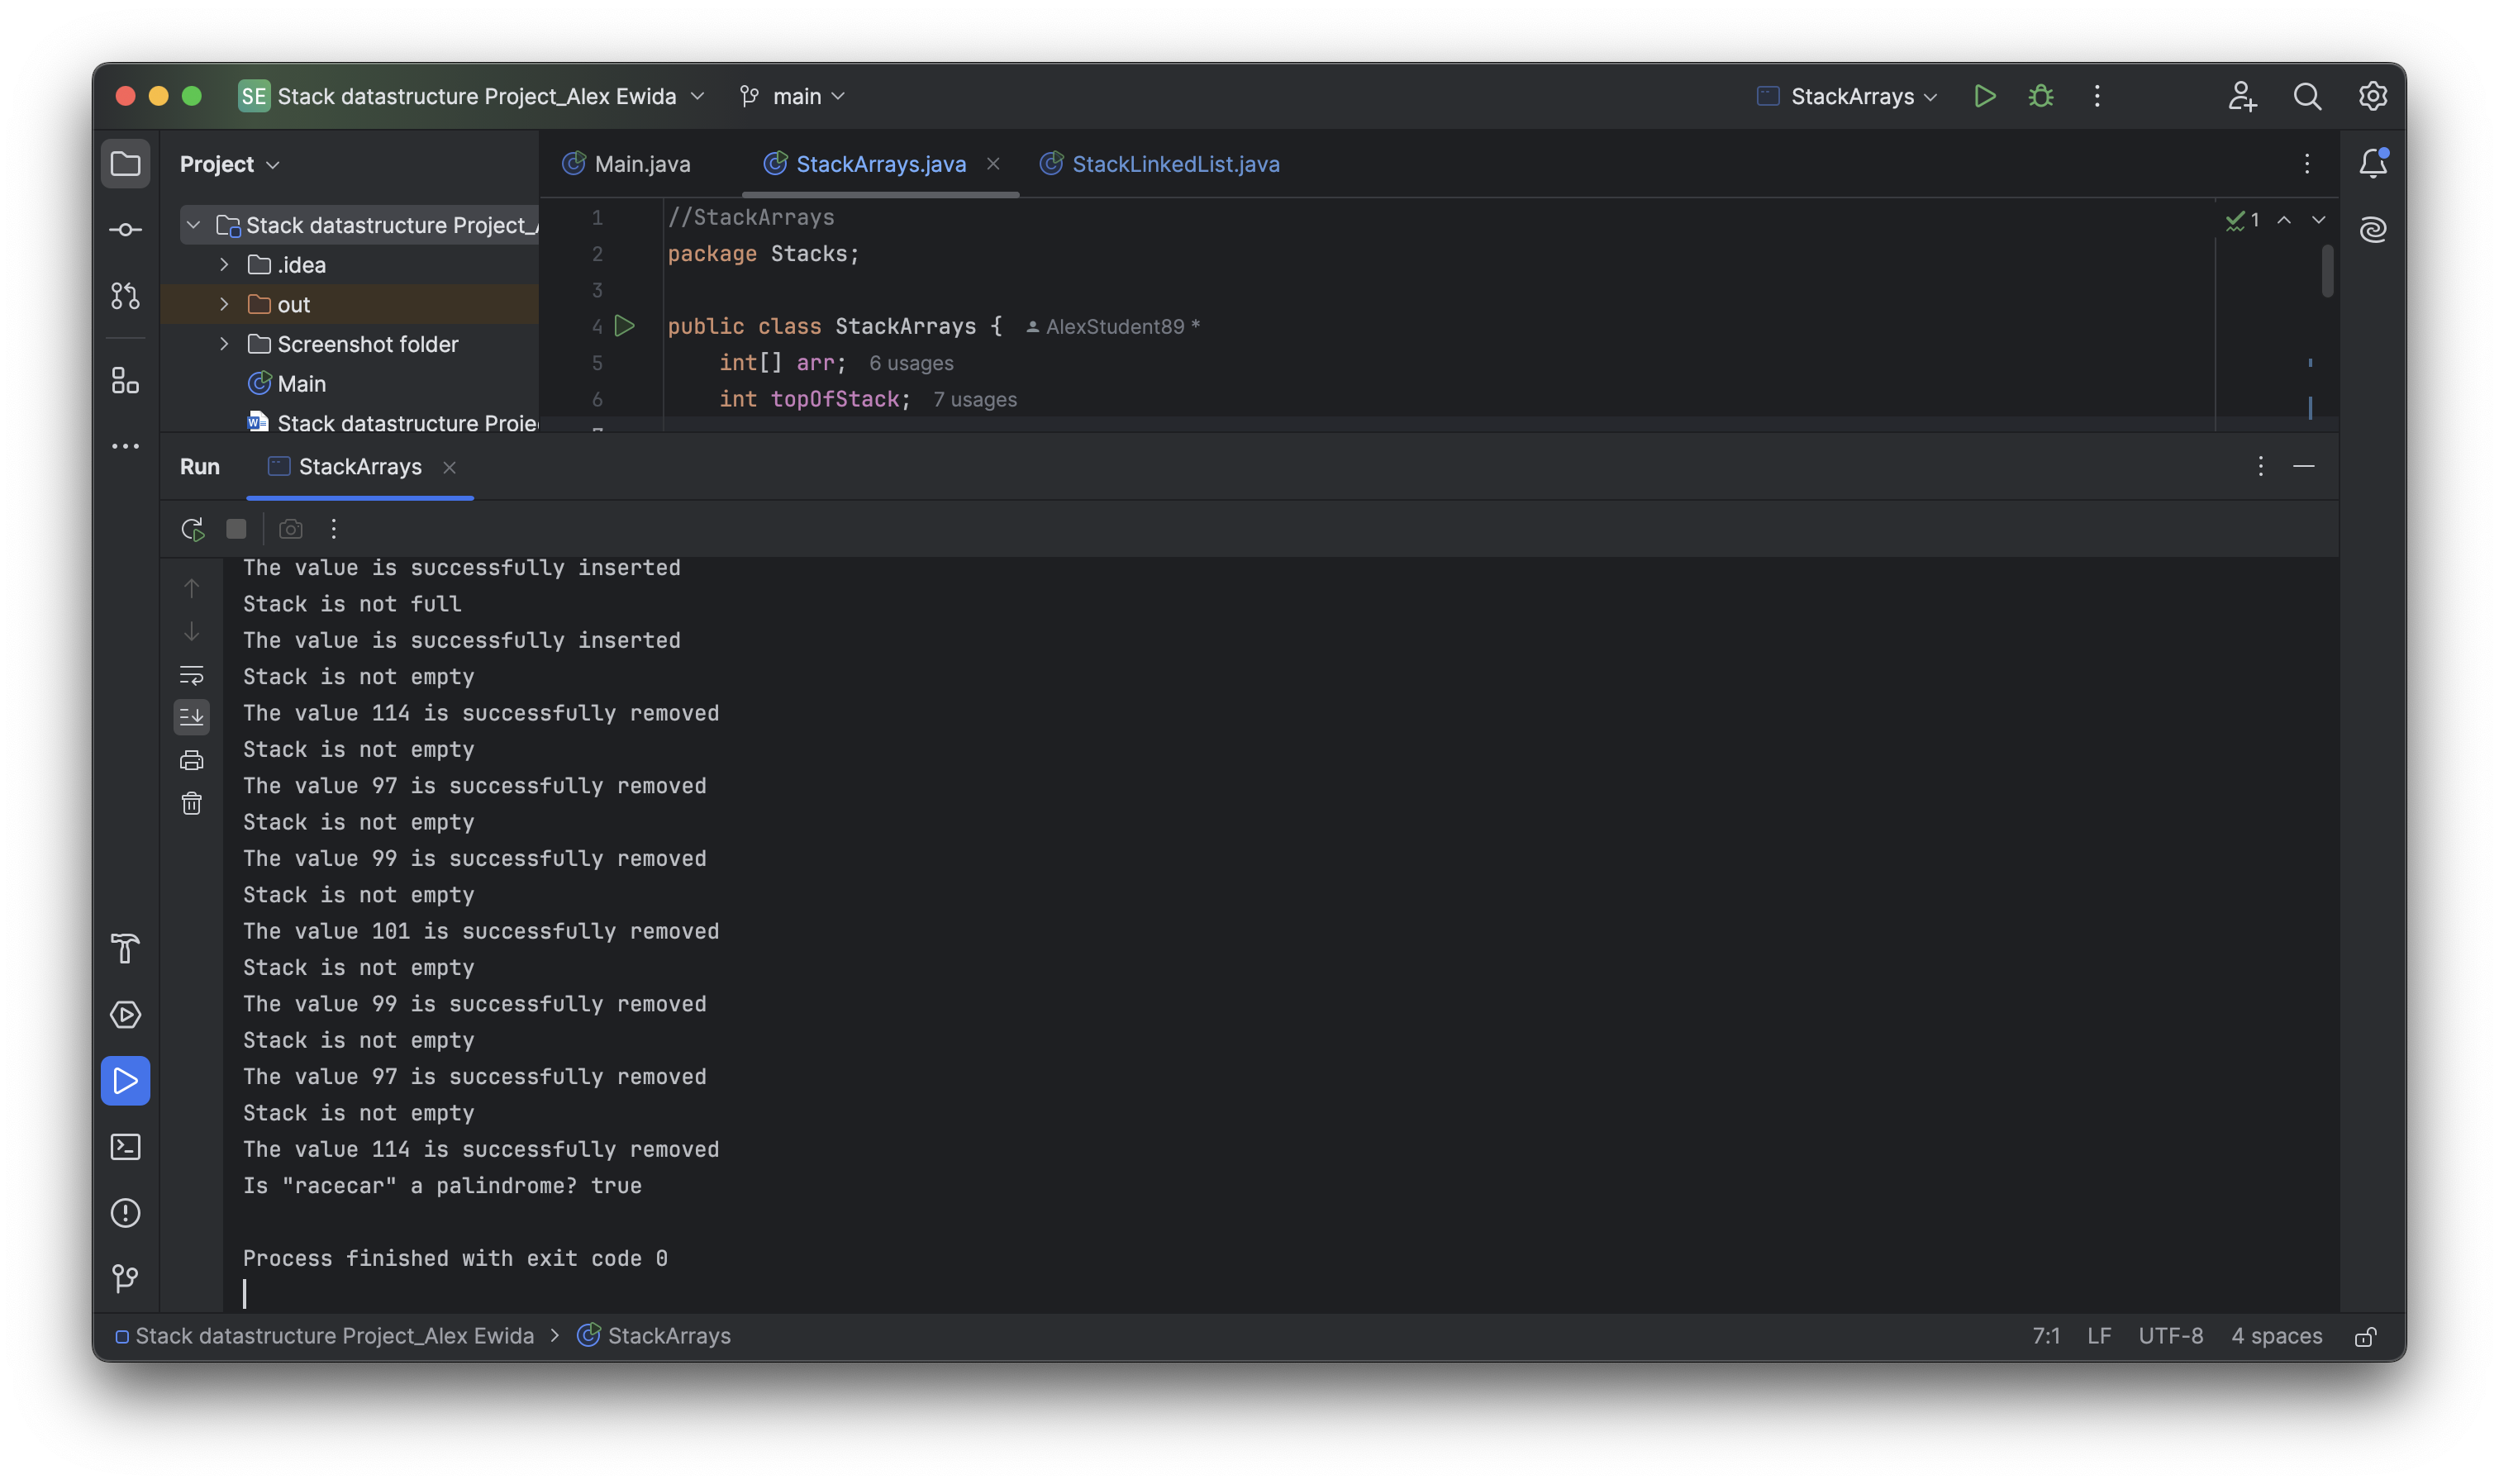 SE Stack datastructure Project_Alex Ewida main StackArrays
Project
Main.java StackArrays.java StackLinkedList.java
Stack datastructure Project_
.idea
out
Screenshot folder
Main
Stack datastructure Proje
1 //StackArrays
2 package Stacks;
3
4 public class StackArrays { AlexStudent89 *
5 int[] arr; 6 usages
6 int topOfStack; 7 usages
1
Run StackArrays
The value is successfully inserted
Stack is not full
The value is successfully inserted
Stack is not empty
The value 114 is successfully removed
Stack is not empty
The value 97 is successfully removed
Stack is not empty
The value 99 is successfully removed
Stack is not empty
The value 101 is successfully removed
Stack is not empty
The value 99 is successfully removed
Stack is not empty
The value 97 is successfully removed
Stack is not empty
The value 114 is successfully removed
Is "racecar" a palindrome? true
Process finished with exit code 0
Stack datastructure Project_Alex Ewida > StackArrays 7:1 LF UTF-8 4 spaces